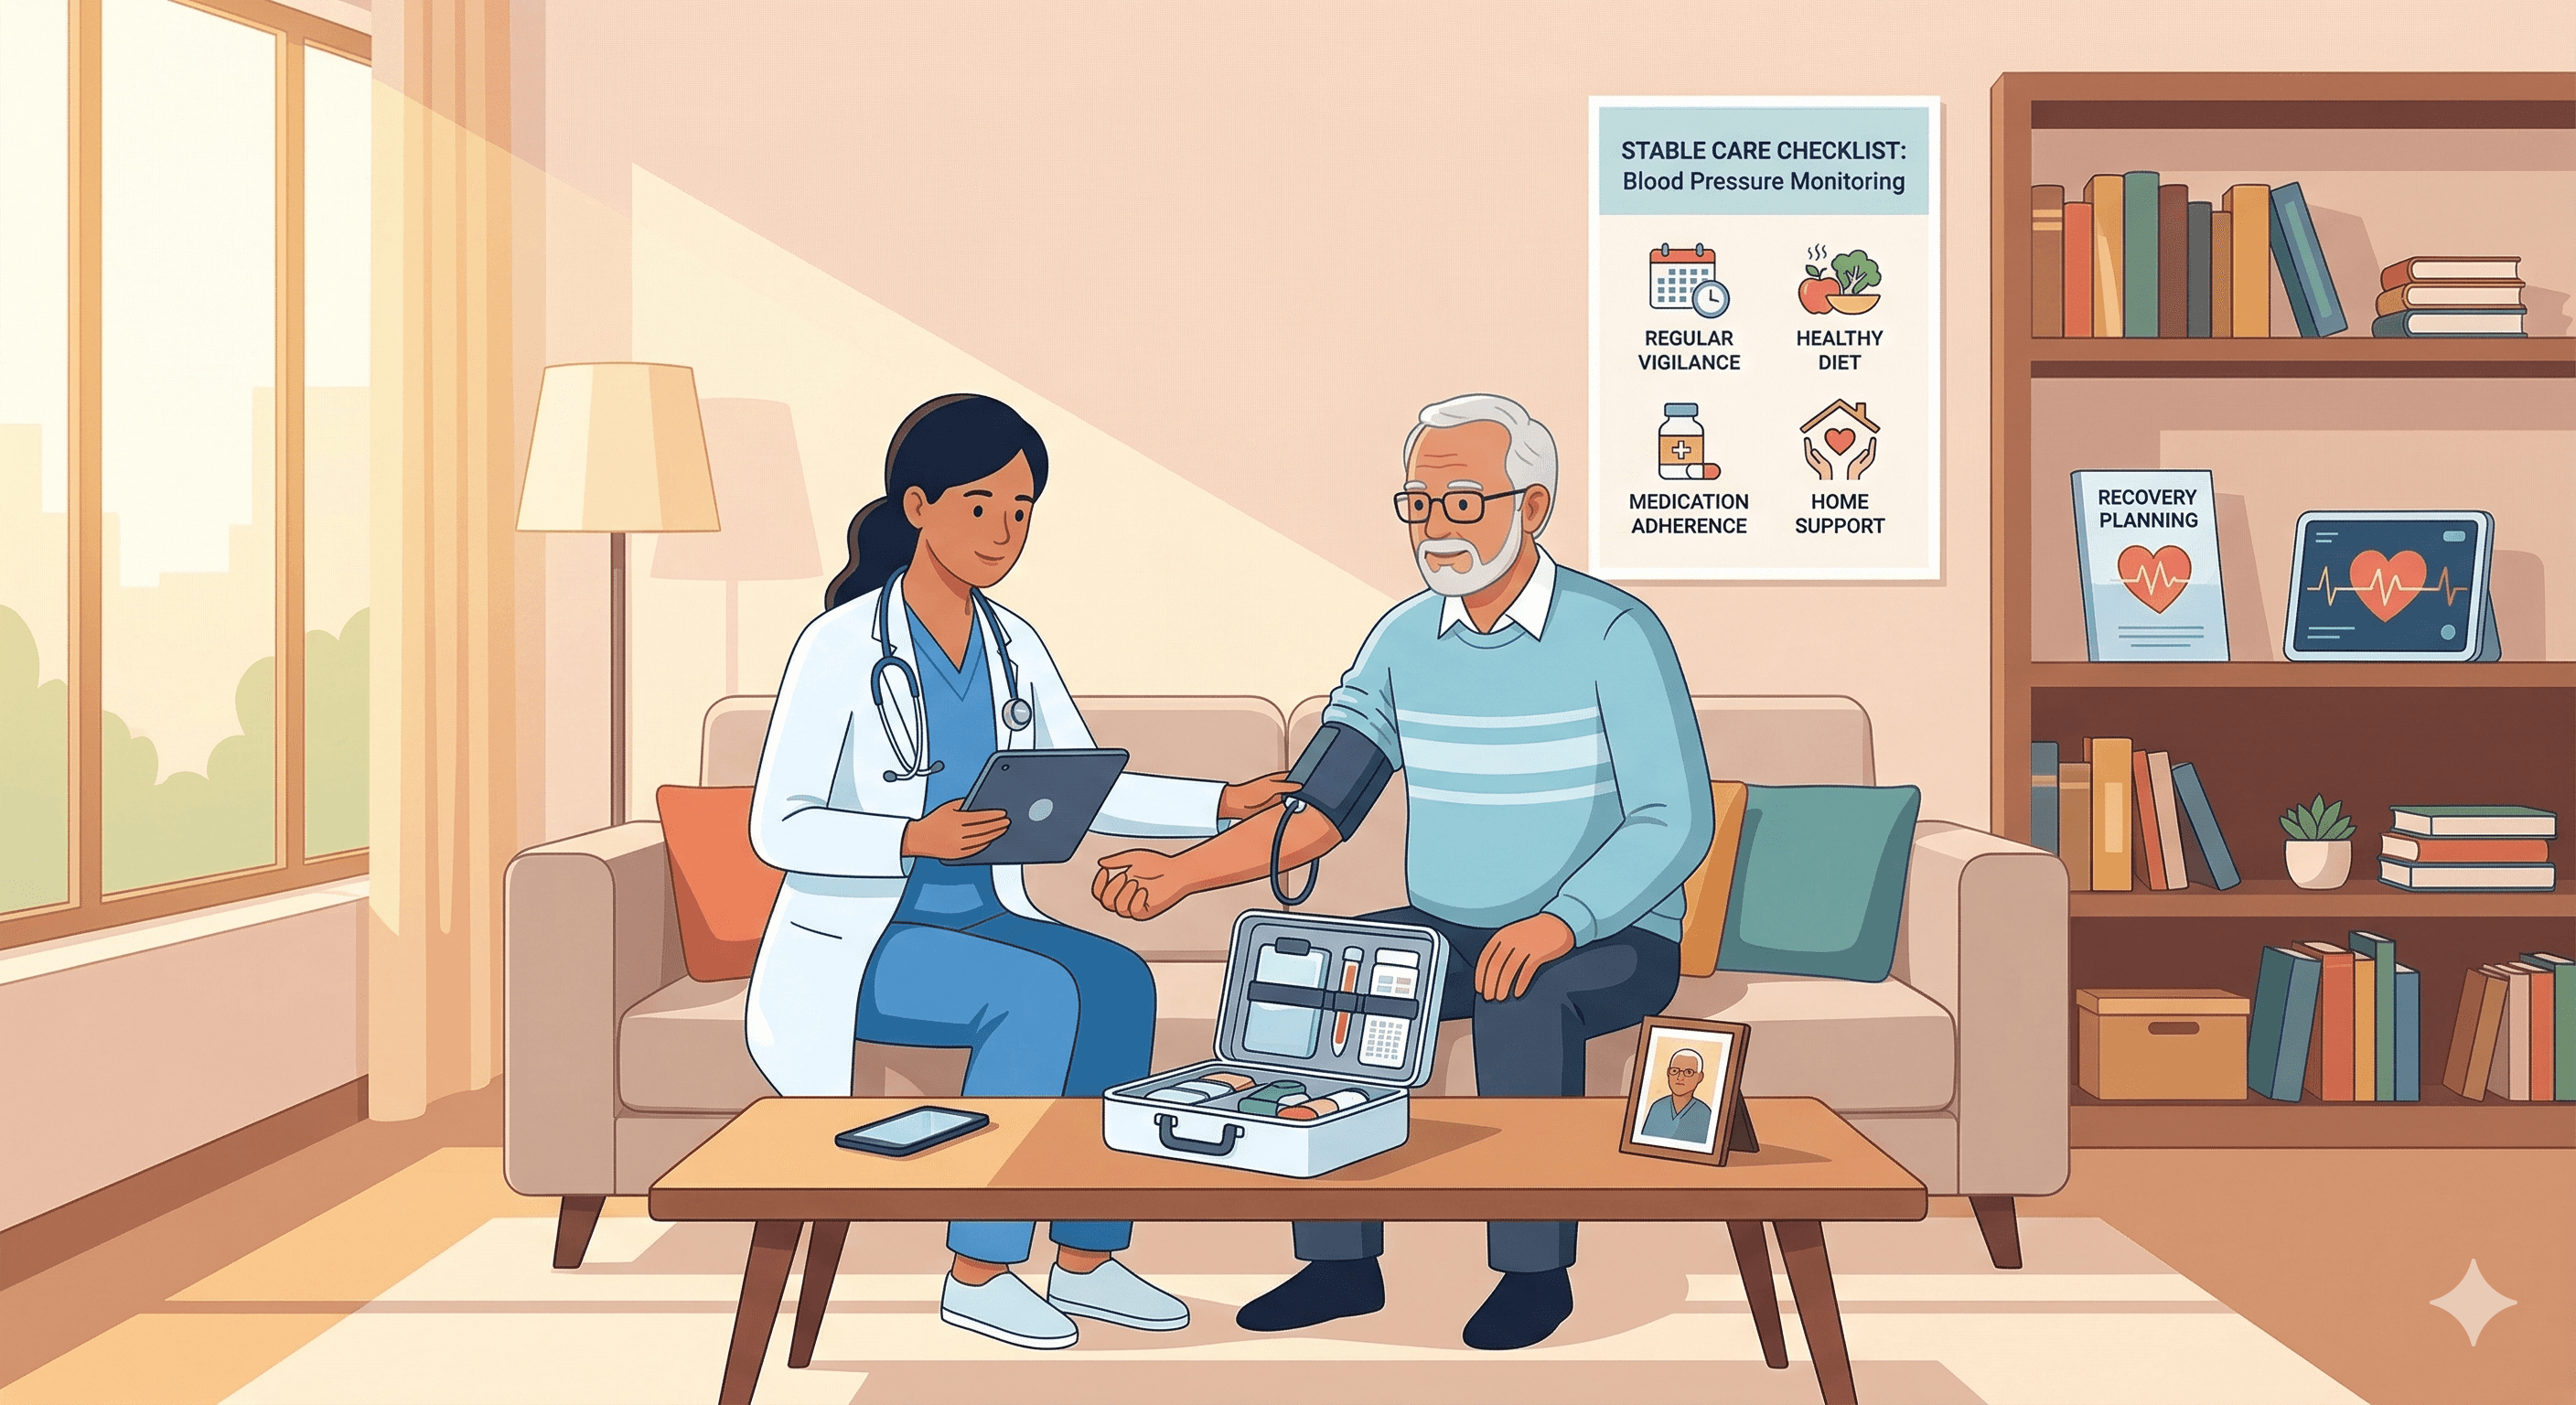 STABLE CARE CHECKLIST:
Blood Pressure Monitoring
REGULAR
VIGILANCE
HEALTHY
DIET
MEDICATION
ADHERENCE
HOME
SUPPORT
RECOVERY
PLANNING